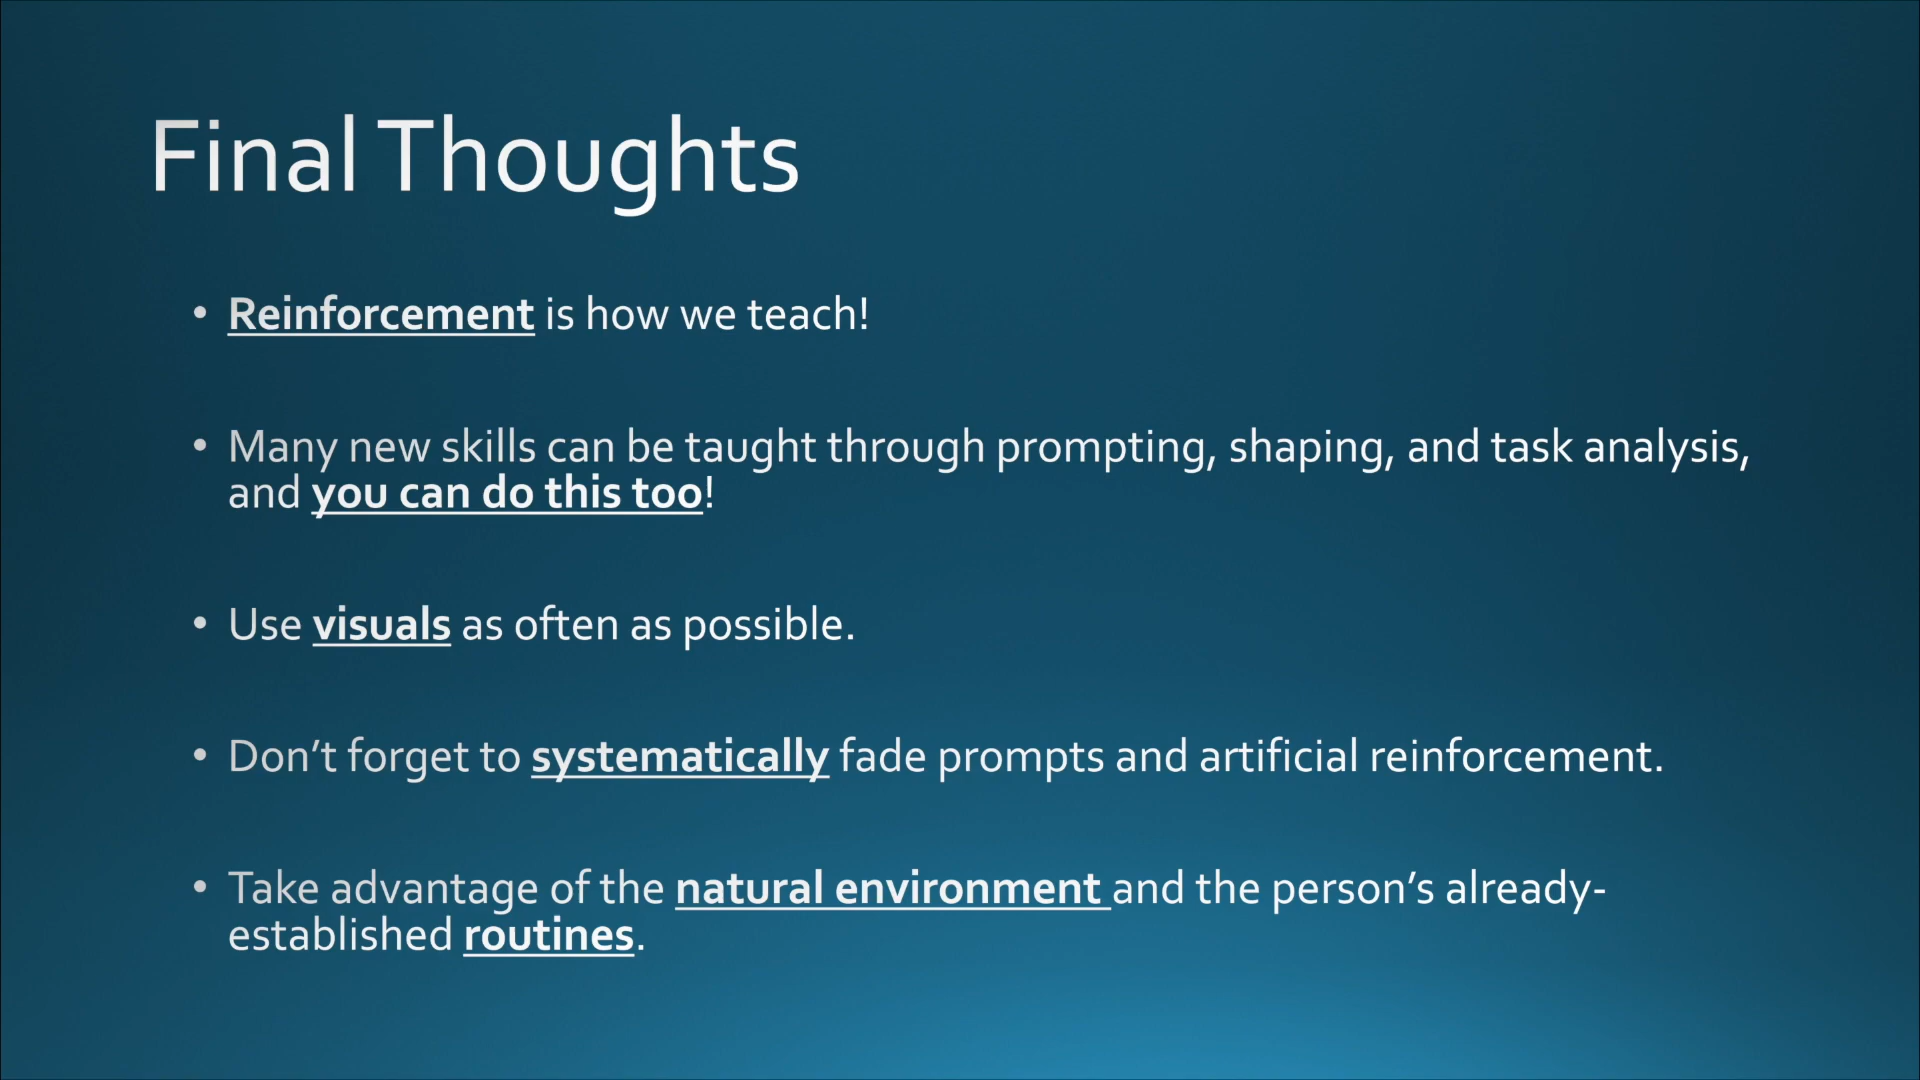 Final Thoughts
• Reinforcement is how we teach!
• Many new skills can be taught through prompting, shaping, and task analysis,
and you can do this too!
• Use visuals as often as possible.
• Don’t forget to systematically fade prompts and artificial reinforcement.
• Take advantage of the natural environment and the person’s already-
established routines.